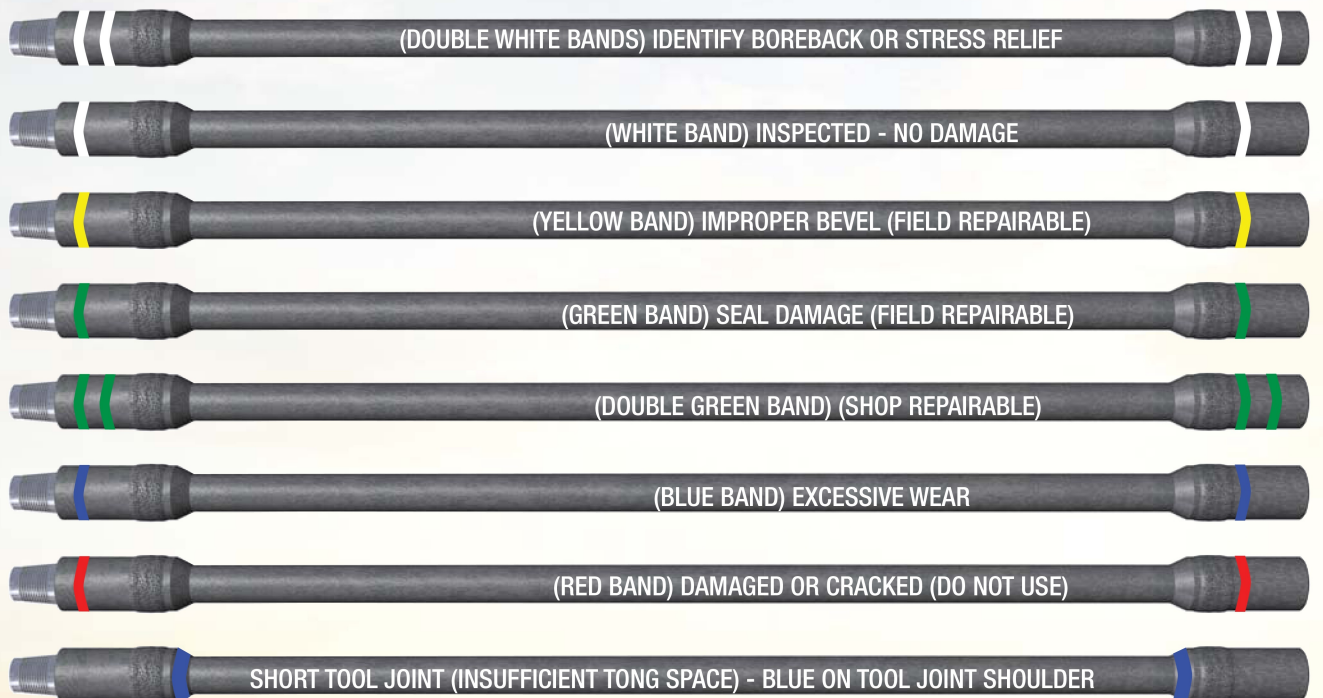 (DOUBLE WHITE BANDS) IDENTIFY BOREBACK OR STRESS RELIEF
(WHITE BAND) INSPECTED - NO DAMAGE
(YELLOW BAND) IMPROPER BEVEL (FIELD REPAIRABLE)
(GREEN BAND) SEAL DAMAGE (FIELD REPAIRABLE)
(DOUBLE GREEN BAND) (SHOP REPAIRABLE)
(BLUE BAND) EXCESSIVE WEAR
(RED BAND) DAMAGED OR CRACKED (DO NOT USE)
SHORT TOOL JOINT (INSUFFICIENT TONG SPACE) - BLUE ON TOOL JOINT SHOULDER